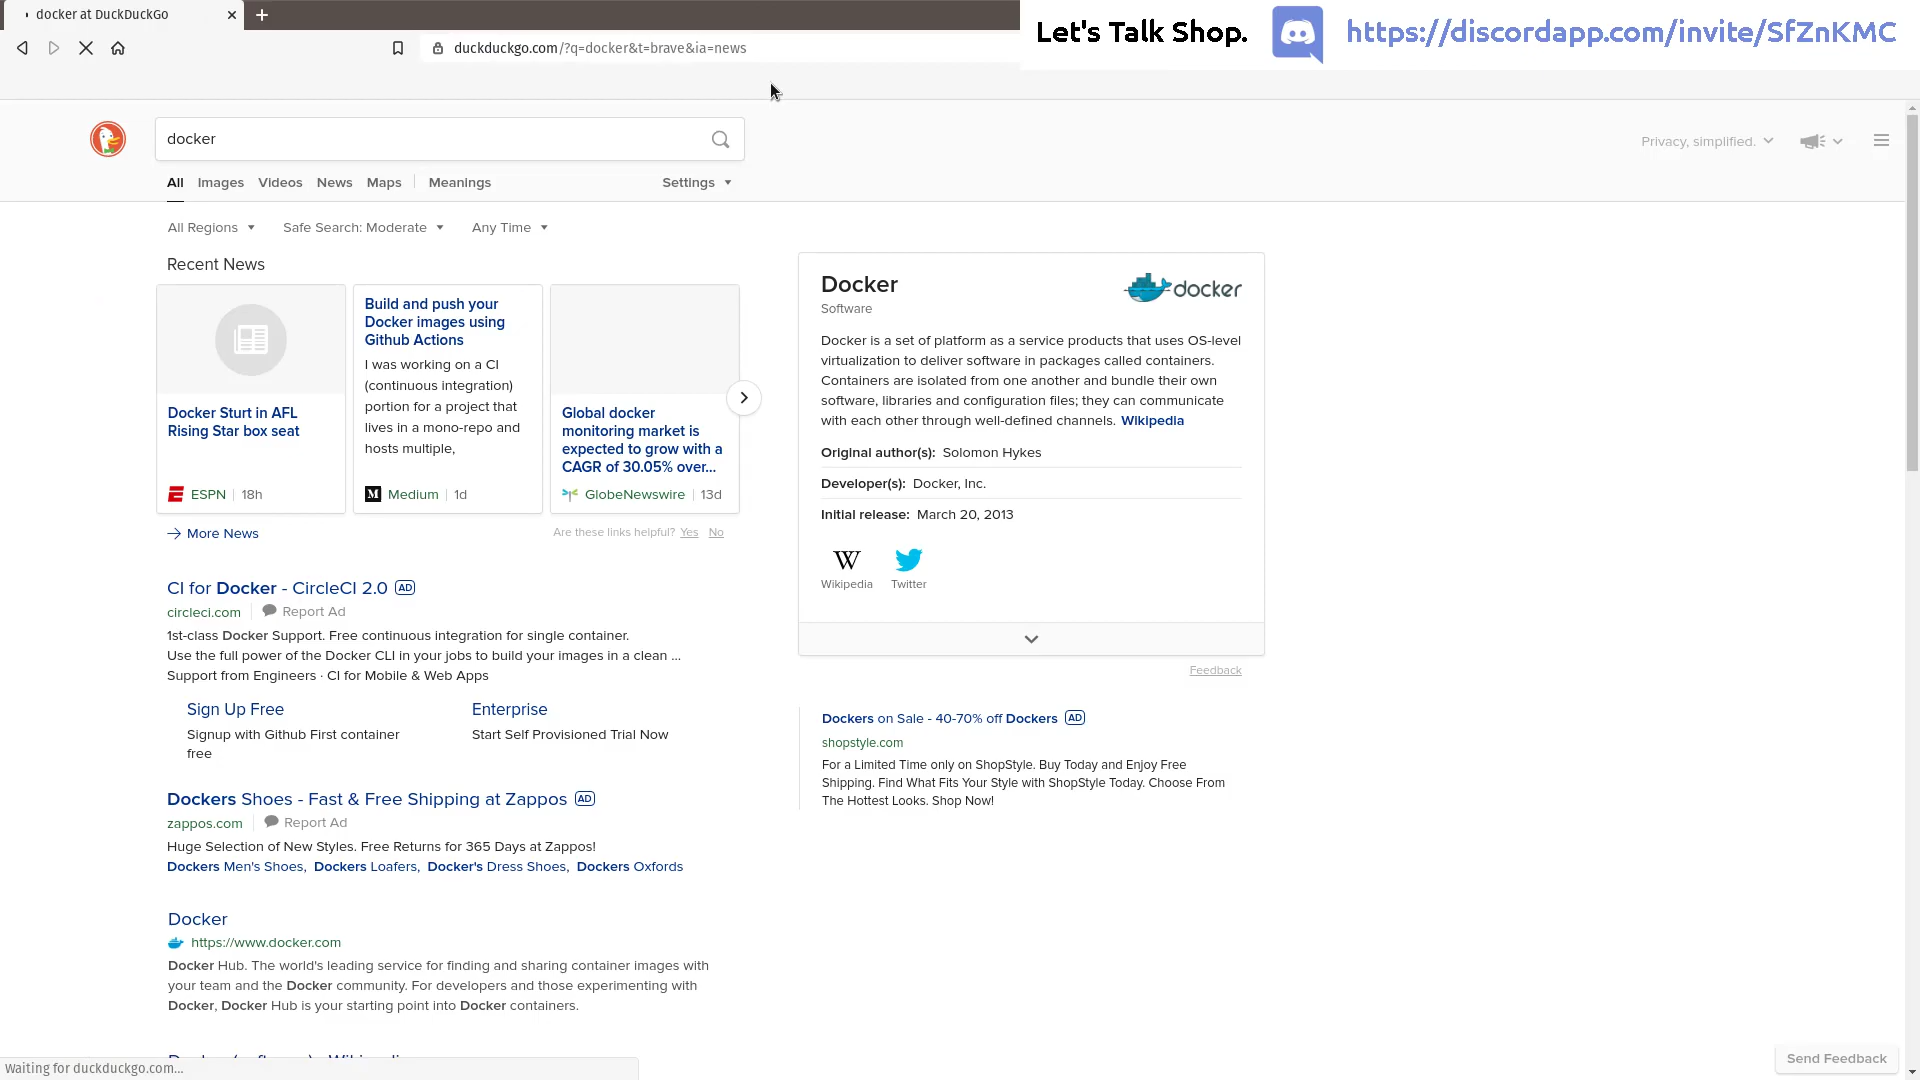 docker at DuckDuckGo
Let's Talk Shop.
https://discordapp.com/invite/SfZnKMC
duckduckgo.com/?q=docker&t=brave&ia=news
docker
Privacy, simplified.
All Images Videos News Maps Meanings Settings
All Regions Safe Search: Moderate Any Time
Recent News
Docker Sturt in AFL
Rising Star box seat
ESPN 18h
Build and push your
Docker images using
Github Actions
I was working on a CI
(continuous integration)
portion for a project that
lives in a mono-repo and
hosts multiple,
M Medium 1d
Global docker
monitoring market is
expected to grow with a
CAGR of 30.05% over...
GlobeNewswire 13d
More News
Are these links helpful? Yes No
CI for Docker - CircleCI 2.0 AD
circleci.com Report Ad
1st-class Docker Support. Free continuous integration for single container.
Use the full power of the Docker CLI in your jobs to build your images in a clean ...
Support from Engineers · CI for Mobile & Web Apps
Sign Up Free
Signup with Github First container
free
Enterprise
Start Self Provisioned Trial Now
Dockers Shoes - Fast & Free Shipping at Zappos AD
zappos.com Report Ad
Huge Selection of New Styles. Free Returns for 365 Days at Zappos!
Dockers Men's Shoes, Dockers Loafers, Docker's Dress Shoes, Dockers Oxfords
Docker
https://www.docker.com
Docker Hub. The world's leading service for finding and sharing container images with
your team and the Docker community. For developers and those experimenting with
Docker, Docker Hub is your starting point into Docker containers.
Docker
docker
Software
Docker is a set of platform as a service products that uses OS-level
virtualization to deliver software in packages called containers.
Containers are isolated from one another and bundle their own
software, libraries and configuration files; they can communicate
with each other through well-defined channels. Wikipedia
Original author(s): Solomon Hykes
Developer(s): Docker, Inc.
Initial release: March 20, 2013
W
Wikipedia Twitter
Feedback
Dockers on Sale - 40-70% off Dockers AD
shopstyle.com
For a Limited Time only on ShopStyle. Buy Today and Enjoy Free
Shipping. Find What Fits Your Style with ShopStyle Today. Choose From
The Hottest Looks. Shop Now!
Waiting for duckduckgo.com...
Send Feedback